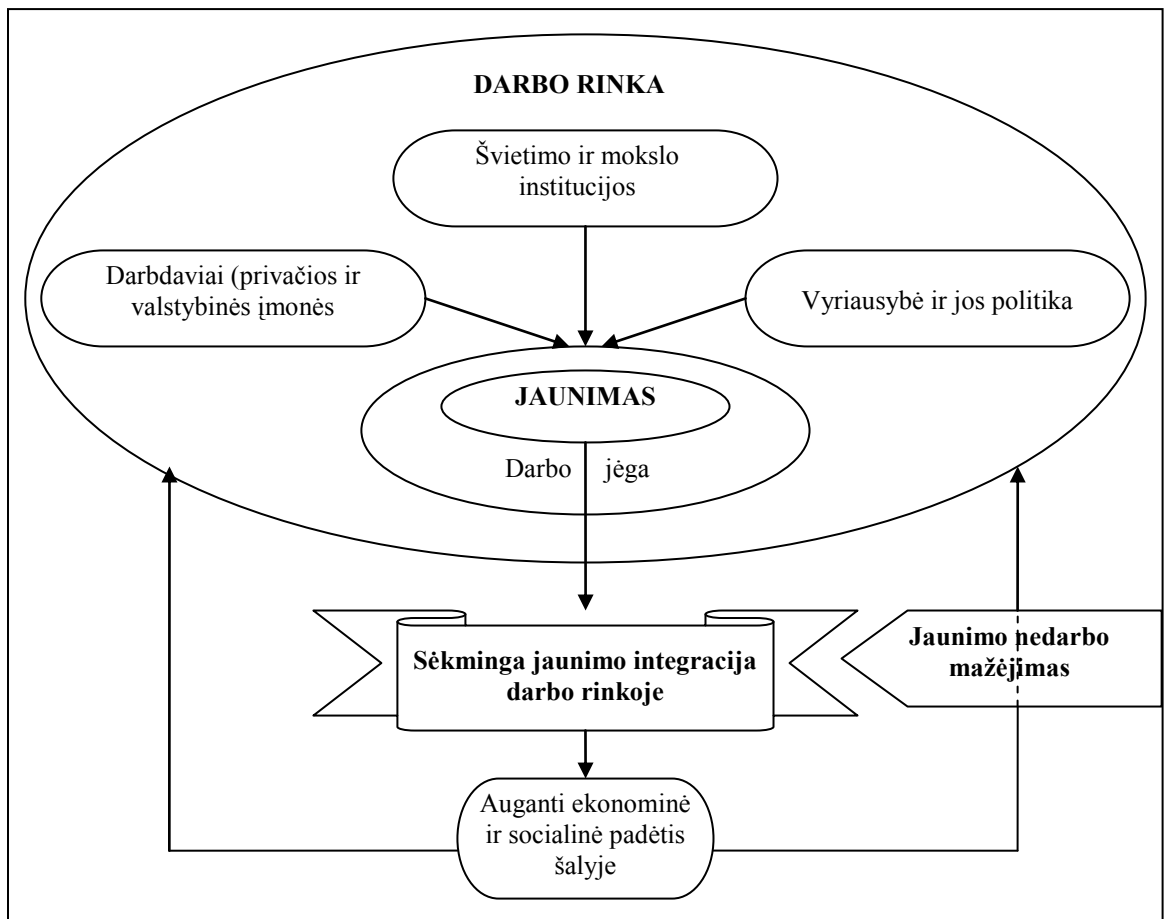 DARBO RINKA
Švietimo ir mokslo
institucijos
Darbdaviai (privačios ir
valstybinės įmonės
Vyriausybė ir jos politika
JAUNIMAS
Darbo jėga
Sėkminga jaunimo integracija
darbo rinkoje
Jaunimo nedarbo
mažėjimas
Auganti ekonominė
ir socialinė padėtis
šalyje